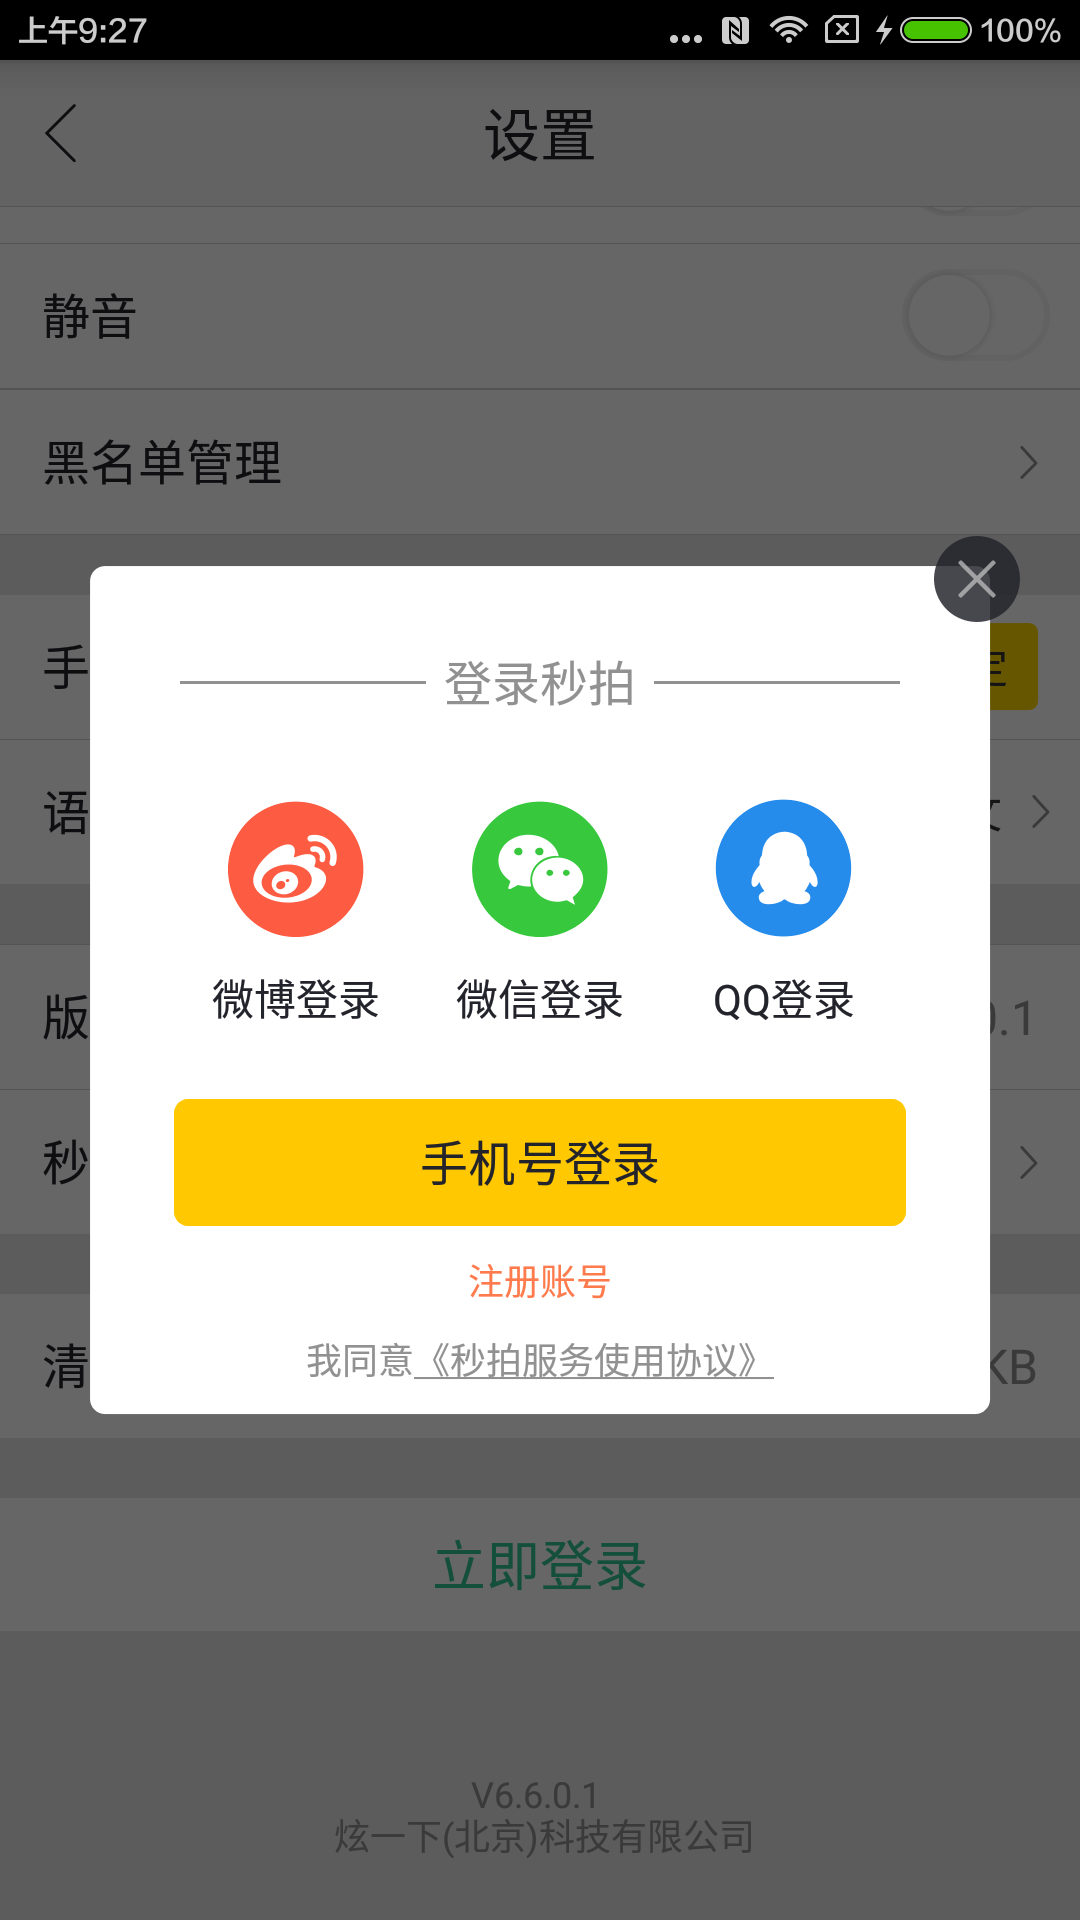 上午9:27
100%
设置
静音
黑名单管理
登录秒拍
手
语
微博登录
微信登录
QQ登录
版
0.1
手机号登录
秒
注册账号
我同意《秒拍服务使用协议》
清
KB
立即登录
V6.6.0.1
炫一下(北京)科技有限公司